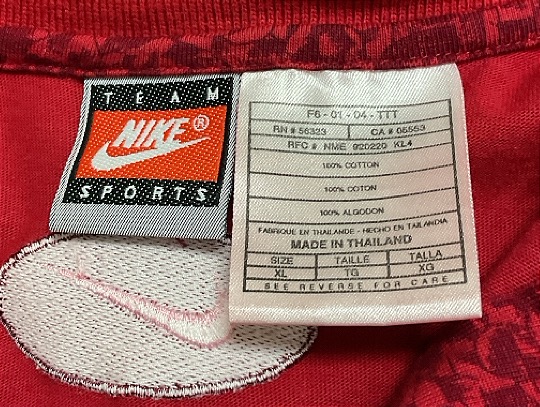 TEAM
NIKE®
SPORTS
F6-01-04-TTT
RN # 56323 CA # 05553
RFC # NME 920220 KL4
100% COTTON
100% COTON
100% ALGODON
FABRIQUE EN THAILANDE - HECHO EN TAILANDIA
MADE IN THAILAND
SIZE TAILLE TALLA
XL TG XG
SEE REVERSE FOR CARE